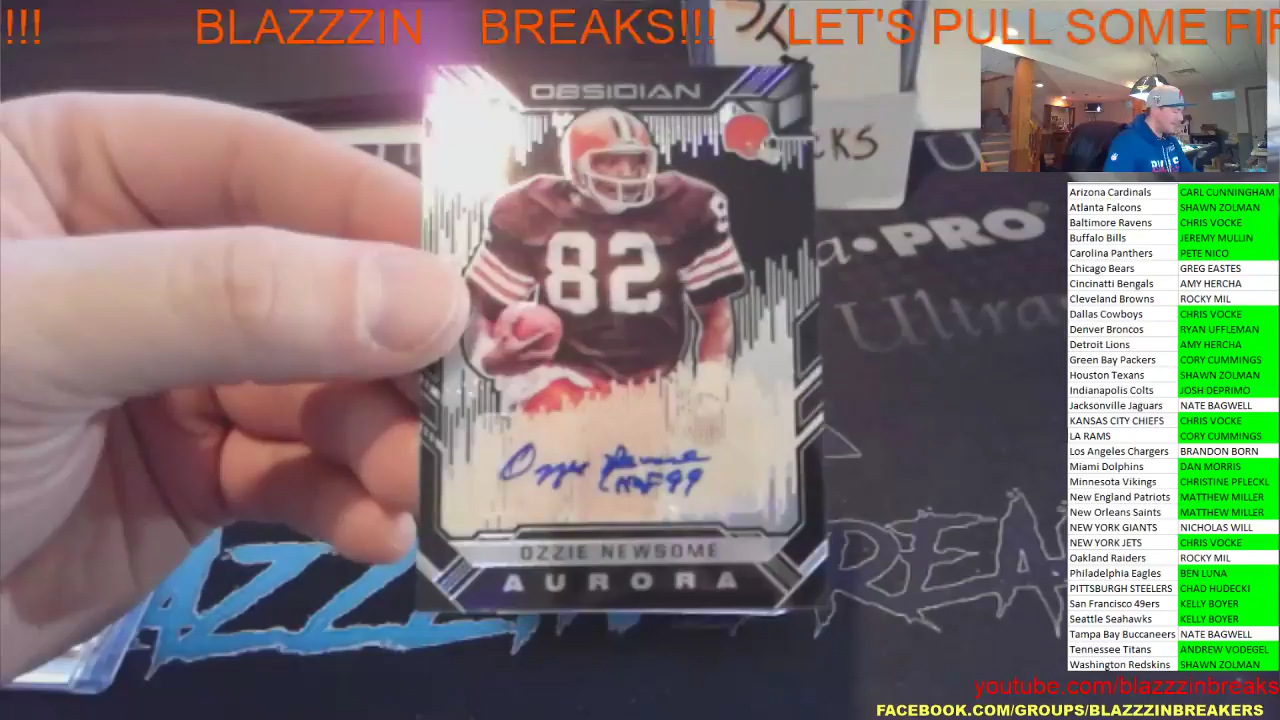 !!! BLAZZZIN BREAKS!!! LET'S PULL SOME FI
OBSIDIAN
82
8
OZZIE NEWSOME
AURORA
HOF 99
CKS
PRO
AZZ
BREA
Arizona Cardinals CARL CUNNINGHAM
Atlanta Falcons SHAWN ZOLMAN
Baltimore Ravens CHRIS VOCKE
Buffalo Bills JEREMY MULLIN
Carolina Panthers PETE NICO
Chicago Bears GREG EASTES
Cincinatti Bengals AMY HERCHA
Cleveland Browns ROCKY MIL
Dallas Cowboys CHRIS VOCKE
Denver Broncos RYAN UFFLEMAN
Detroit Lions AMY HERCHA
Green Bay Packers CORY CUMMINGS
Houston Texans SHAWN ZOLMAN
Indianapolis Colts JOSH DEPRIMO
Jacksonville Jaguars NATE BAGWELL
KANSAS CITY CHIEFS CHRIS VOCKE
LA RAMS CORY CUMMINGS
Los Angeles Chargers BRANDON BORN
Miami Dolphins DAN MORRIS
Minnesota Vikings CHRISTINE PFLECKL
New England Patriots MATTHEW MILLER
New Orleans Saints MATTHEW MILLER
NEW YORK GIANTS NICHOLAS WILL
NEW YORK JETS CHRIS VOCKE
Oakland Raiders ROCKY MIL
Philadelphia Eagles BEN LUNA
PITTSBURGH STEELERS CHAD HUDECKI
San Francisco 49ers KELLY BOYER
Seattle Seahawks KELLY BOYER
Tampa Bay Buccaneers NATE BAGWELL
Tennessee Titans ANDREW VODEGEL
Washington Redskins SHAWN ZOLMAN
youtube.com/blazzzinbreaks
FACEBOOK.COM/GROUPS/BLAZZZINBREAKERS